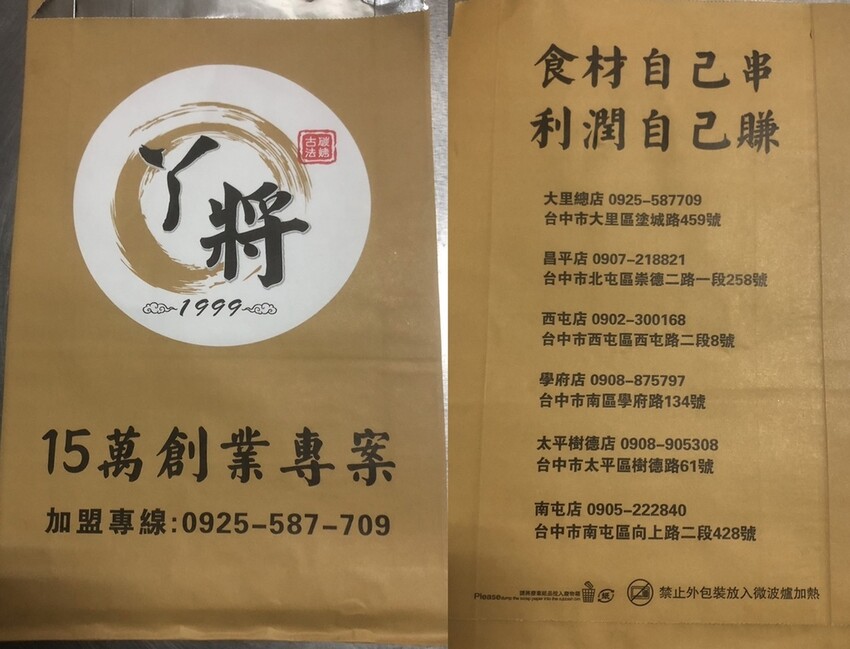 丫將
古法
碳烤
1999
15萬創業專案
加盟專線:0925-587-709
食材自己串
利潤自己賺
大里總店 0925-587709
台中市大里區塗城路459號
昌平店 0907-218821
台中市北屯區崇德二路一段258號
西屯店 0902-300168
台中市西屯區西屯路二段8號
學府店 0908-875797
台中市南區學府路134號
太平樹德店 0908-905308
台中市太平區樹德路61號
南屯店 0905-222840
台中市南屯區向上路二段428號
Please
紙
禁止外包裝放入微波爐加熱